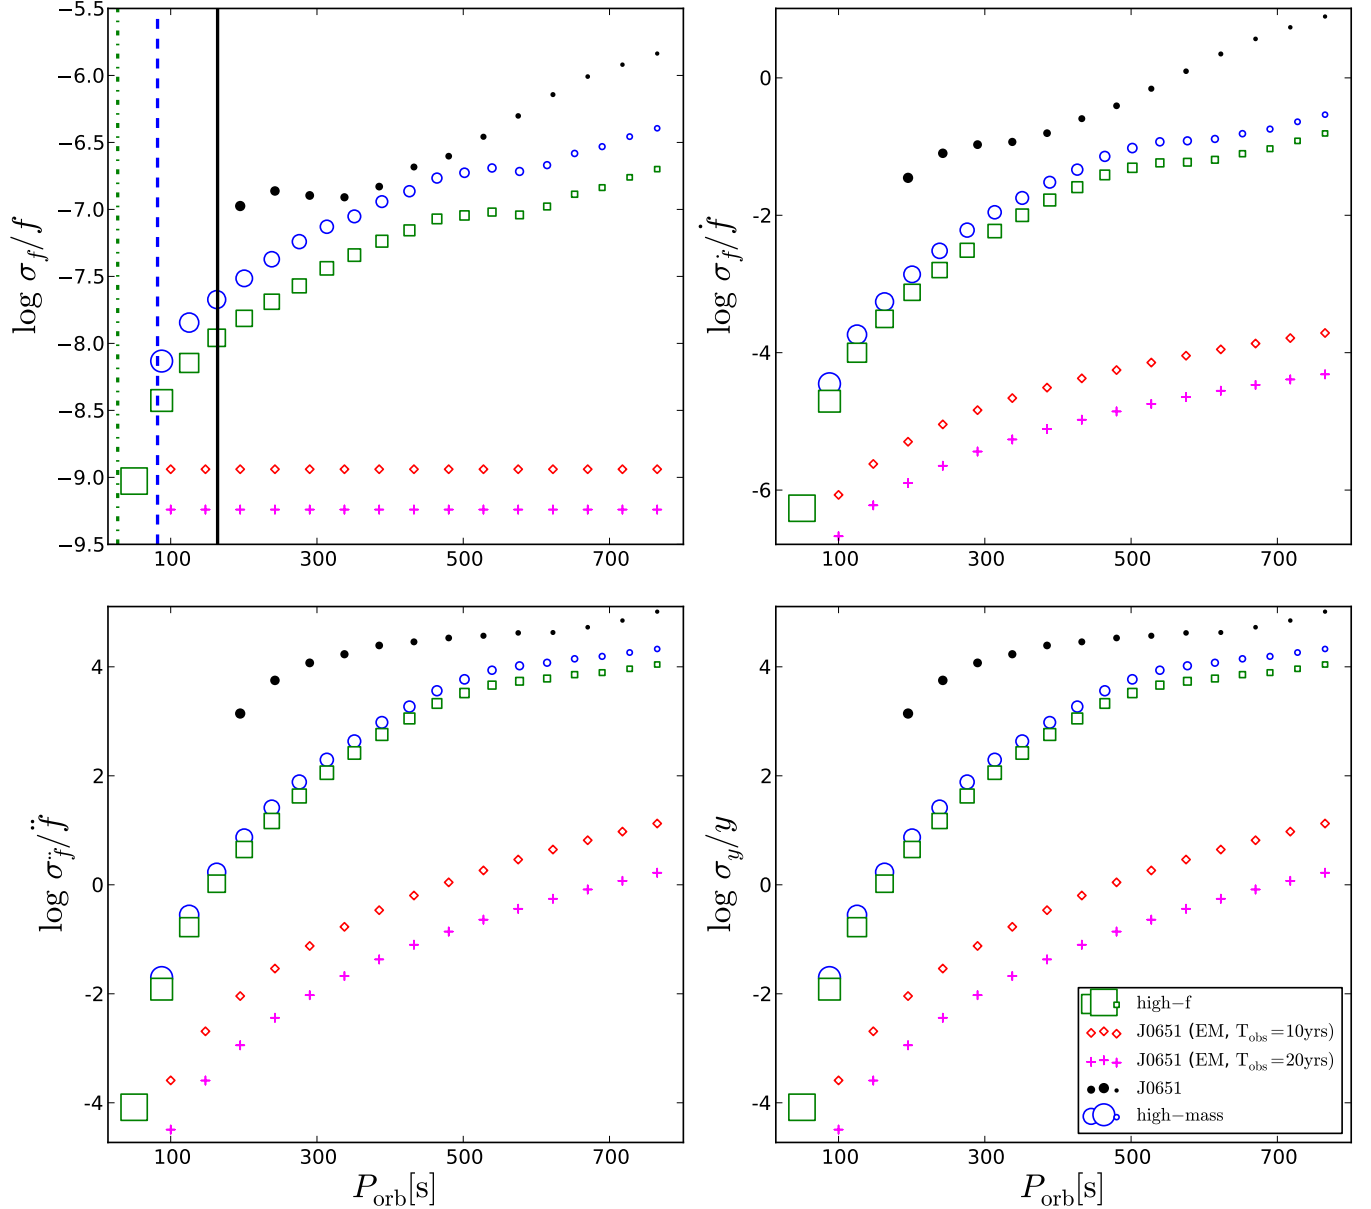 −5.5
−6.0
−6.5
−7.0
−7.5
−8.0
−8.5
−9.0
−9.5
log σ_f/f
100 300 500 700
0
-2
-4
-6
log σ_ḟ/ḟ
100 300 500 700
4
2
0
-2
-4
log σ_f̈/f̈
100 300 500 700
P_orb[s]
4
2
0
-2
-4
log σ_y/y
100 300 500 700
P_orb[s]
high−f
J0651 (EM, T_obs=10yrs)
J0651 (EM, T_obs=20yrs)
J0651
high−mass